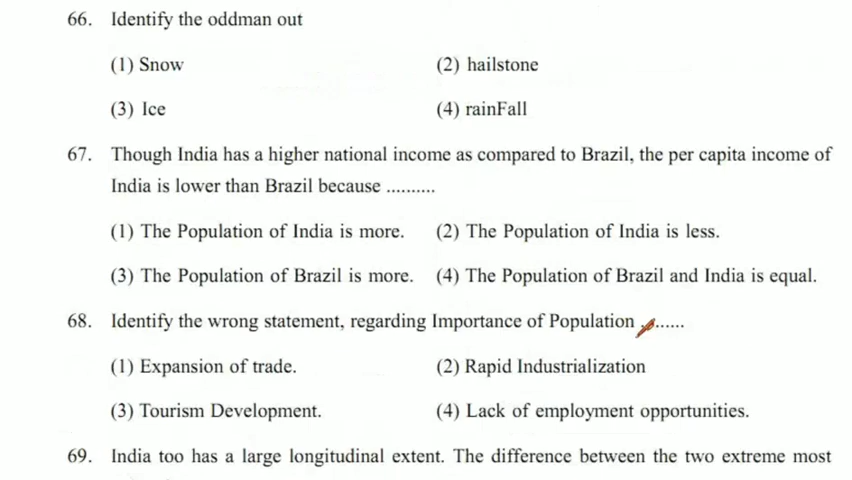 66. Identify the oddman out
(1) Snow (2) hailstone
(3) Ice (4) rainFall
67. Though India has a higher national income as compared to Brazil, the per capita income of
India is lower than Brazil because ..........
(1) The Population of India is more. (2) The Population of India is less.
(3) The Population of Brazil is more. (4) The Population of Brazil and India is equal.
68. Identify the wrong statement, regarding Importance of Population ........
(1) Expansion of trade. (2) Rapid Industrialization
(3) Tourism Development. (4) Lack of employment opportunities.
69. India too has a large longitudinal extent. The difference between the two extreme most